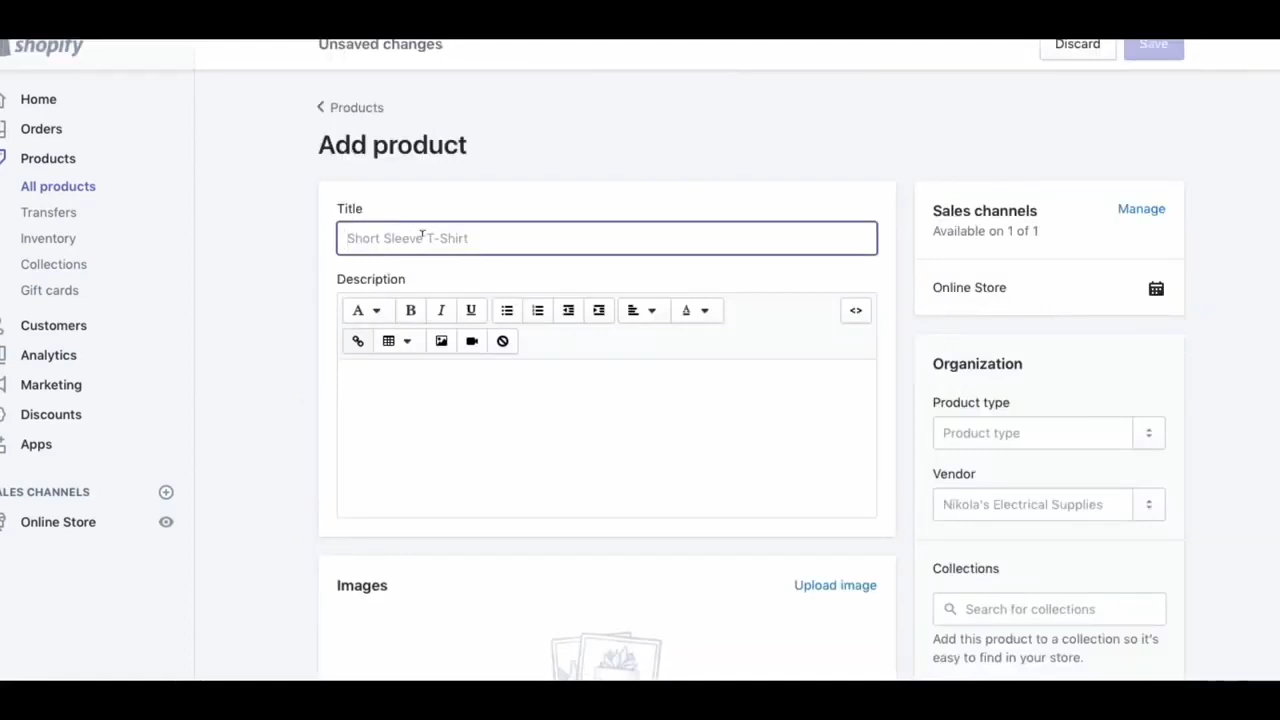 shopify
Unsaved changes
Discard
Save
Home
Orders
Products
All products
Transfers
Inventory
Collections
Gift cards
Customers
Analytics
Marketing
Discounts
Apps
ALES CHANNELS
Online Store
Products
Add product
Title
Short Sleeve T-Shirt
Description
A B I U A <>
Images
Upload image
Sales channels
Manage
Available on 1 of 1
Online Store
Organization
Product type
Product type
Vendor
Nikola's Electrical Supplies
Collections
Search for collections
Add this product to a collection so it's
easy to find in your store.